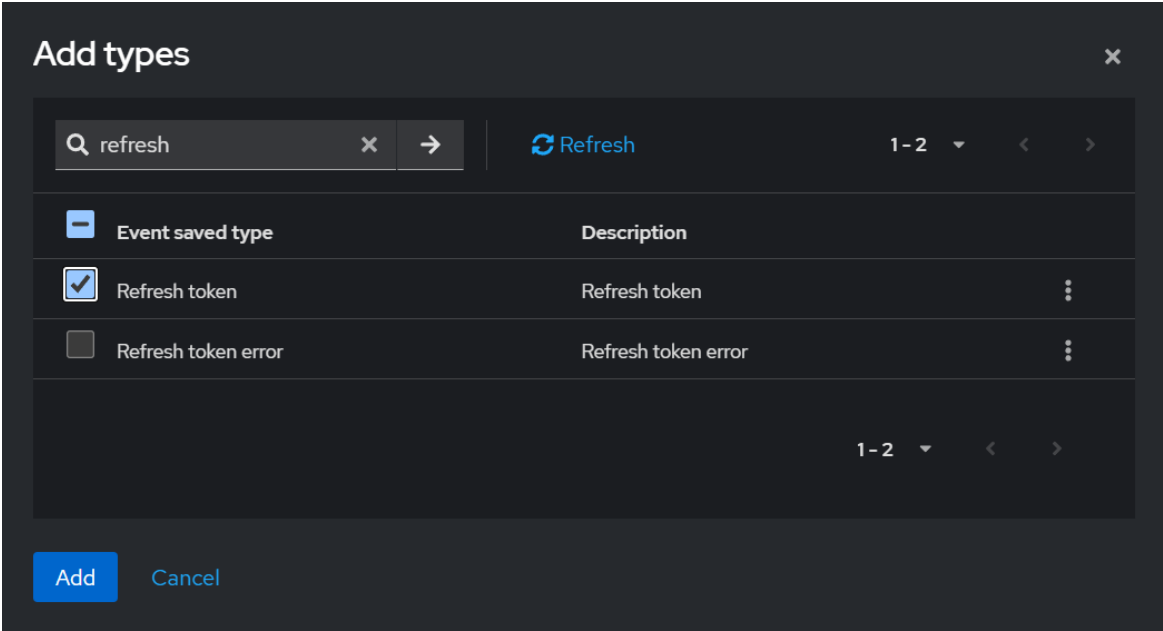 Add types
refresh Refresh 1 - 2
Event saved type Description
Refresh token Refresh token
Refresh token error Refresh token error
1 - 2
Add Cancel